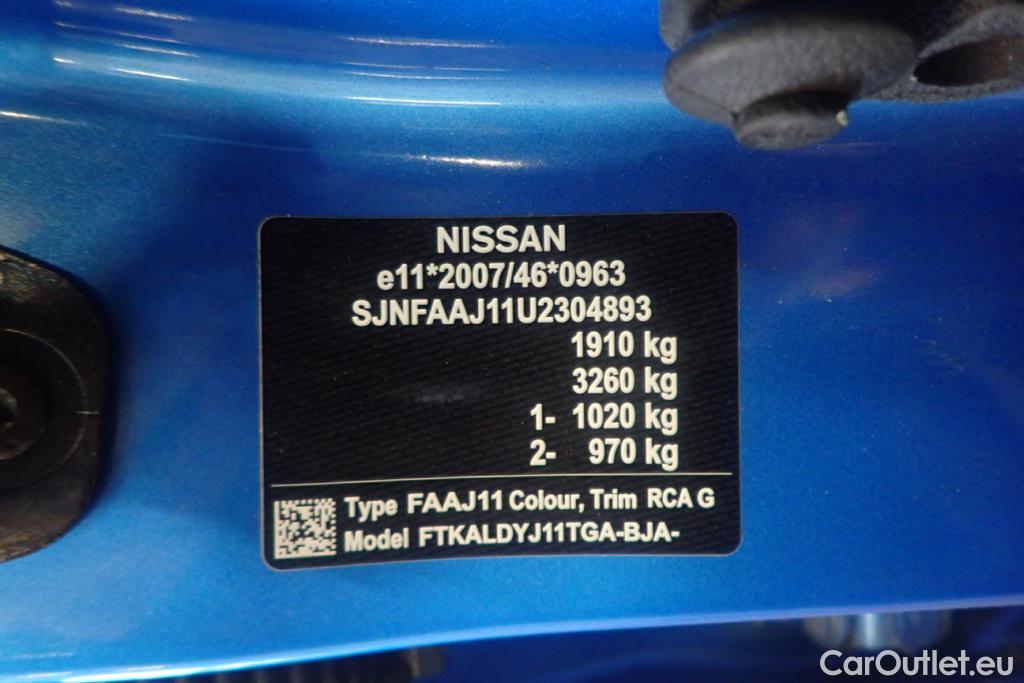 NISSAN
e11*2007/46*0963
SJNFAAJ11U2304893
1910 kg
3260 kg
1- 1020 kg
2- 970 kg
Type FAAJ11 Colour, Trim RCA G
Model FTKALDYJ11TGA-BJA-
CarOutlet.eu